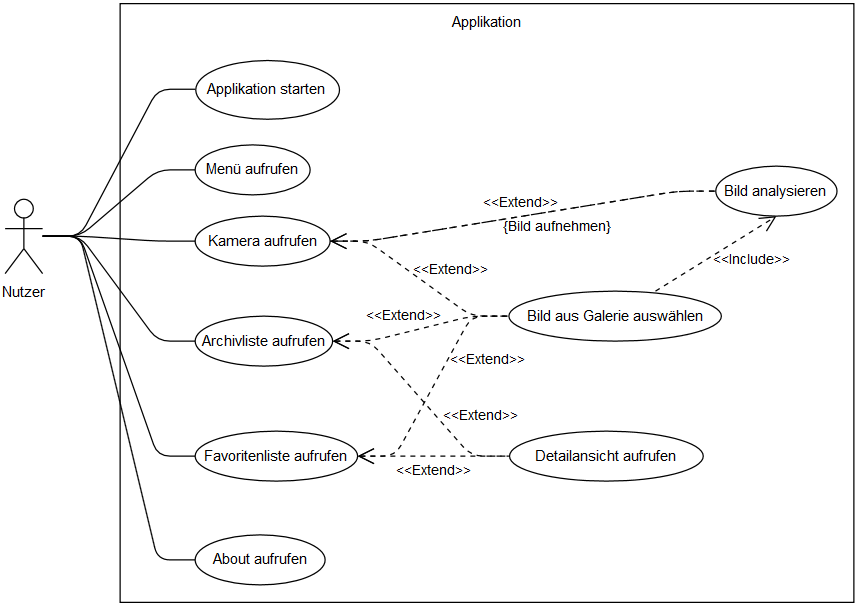 Applikation
Applikation starten
Menü aufrufen
Bild analysieren
<<Extend>>
{Bild aufnehmen}
Kamera aufrufen
<<Include>>
<<Extend>>
Nutzer
<<Extend>>
Bild aus Galerie auswählen
Archivliste aufrufen
<<Extend>>
<<Extend>>
Favoritenliste aufrufen
Detailansicht aufrufen
<<Extend>>
About aufrufen